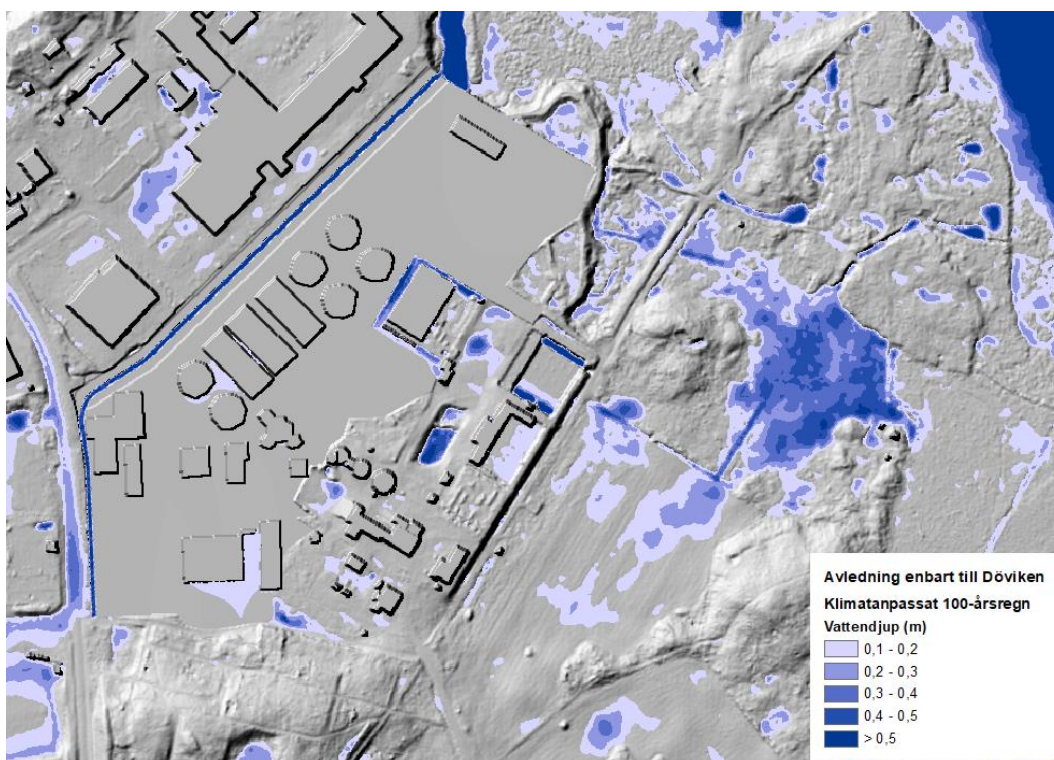 Avledning enbart till Döviken
Klimatanpassat 100-årsregn
Vattendjup (m)
0,1 - 0,2
0,2 - 0,3
0,3 - 0,4
0,4 - 0,5
> 0,5